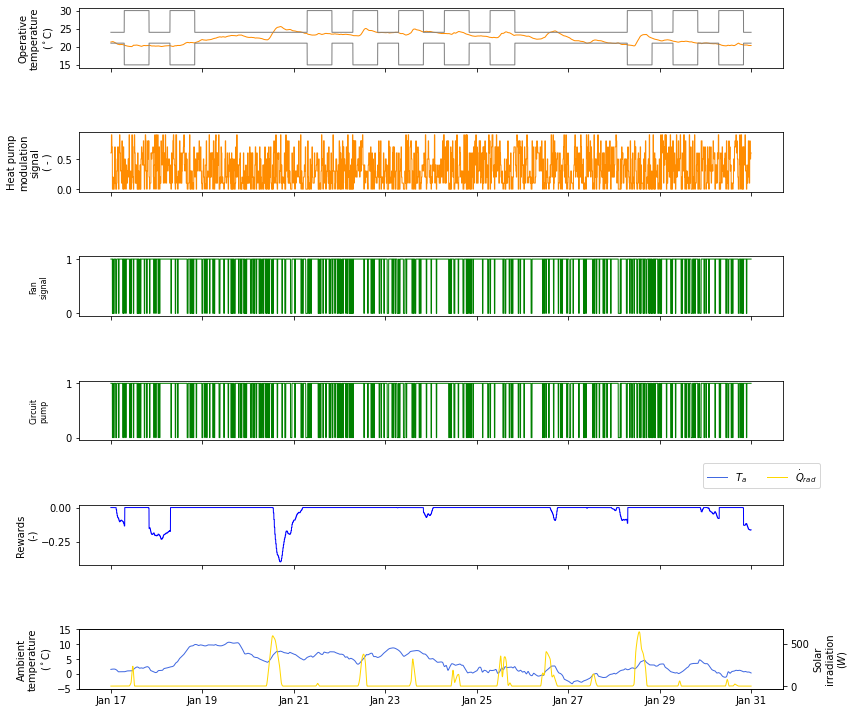 Operative
temperature
(°C)
30
25
20
15
Heat pump
modulation
signal
( - )
0.5
0.0
Fan
signal
1
0
Circuit
pump
1
0
T_a
Q̇_rad
Rewards
(-)
0.00
−0.25
Ambient
temperature
(°C)
15
10
5
0
−5
Solar
irradiation
(W)
500
0
Jan 17 Jan 19 Jan 21 Jan 23 Jan 25 Jan 27 Jan 29 Jan 31